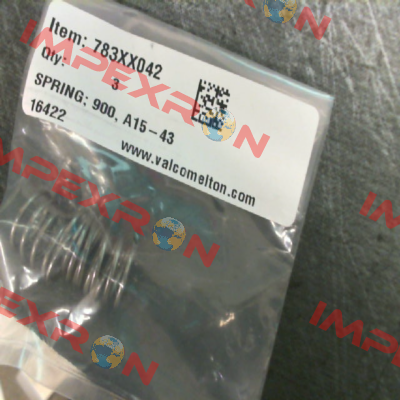 Item: 783XX042
Qty: 3
SPRING; 900, A15-43
16422
www.valcomelton.com
IMPEXRON
IMPEXRON
IMPEXRON
IMPEXRON
IMPEXRON